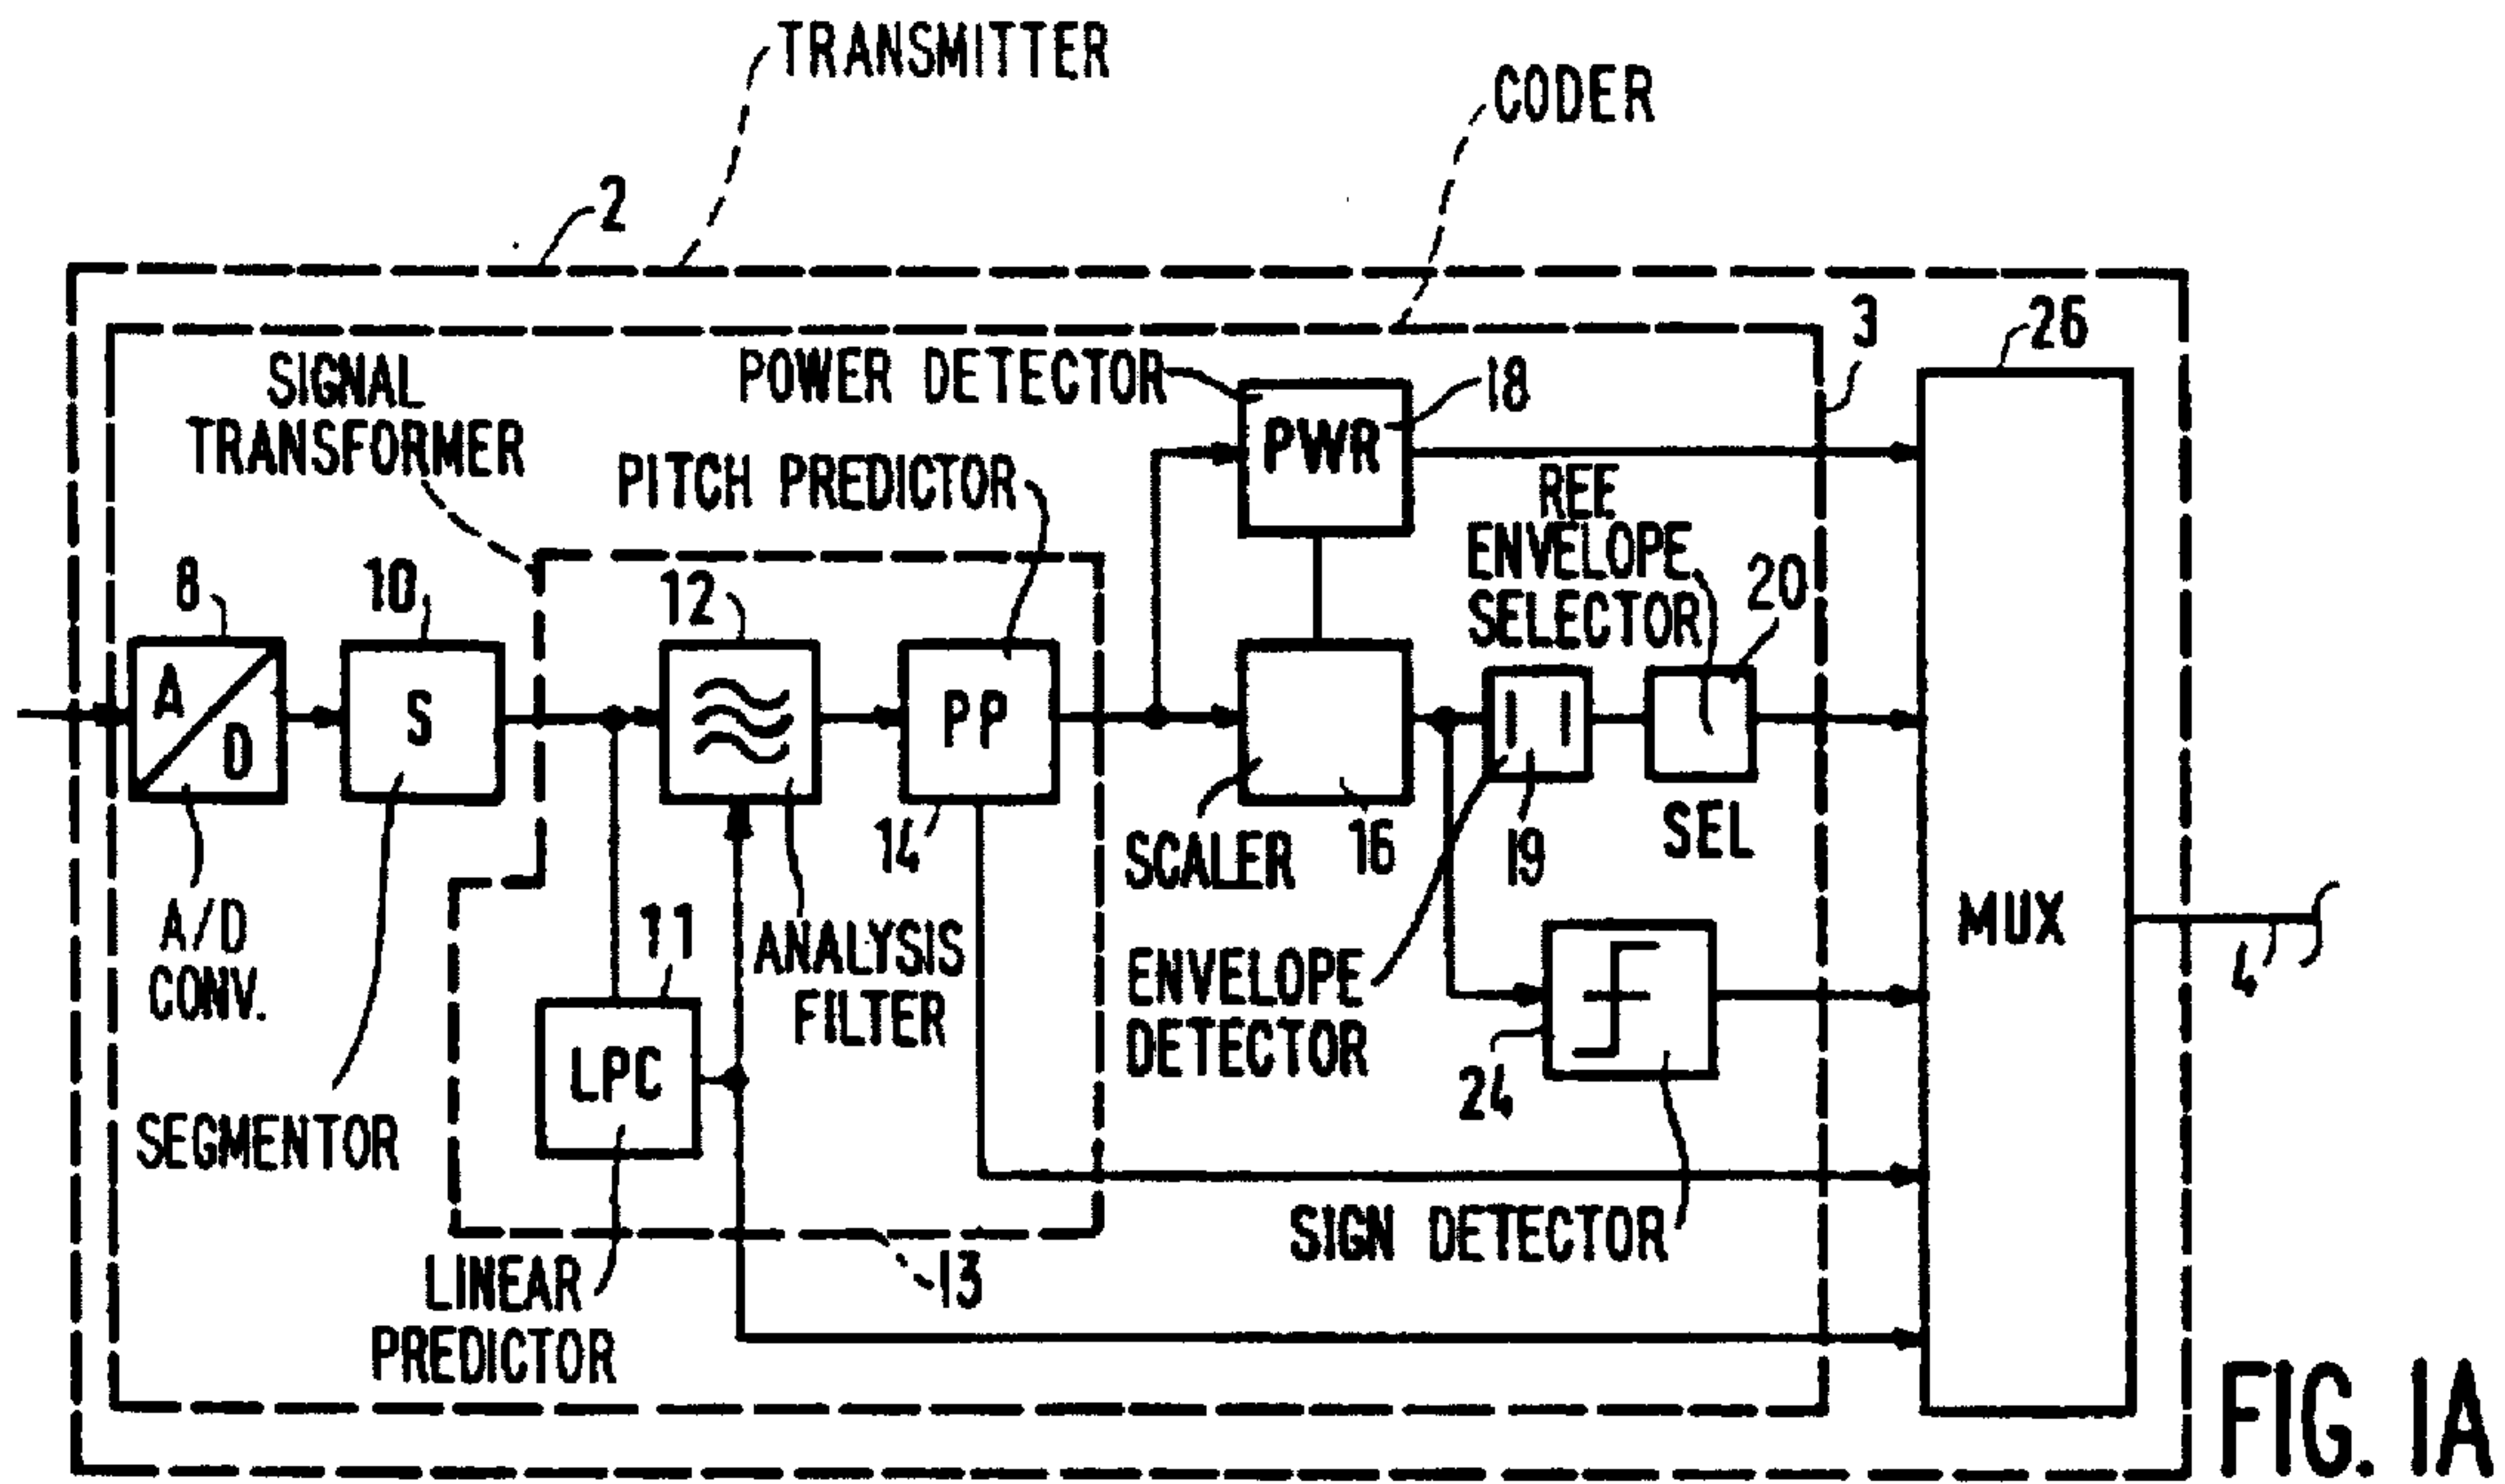 TRANSMITTER
CODER
2
3
26
SIGNAL
TRANSFORMER
POWER DETECTOR
18
PWR
PITCH PREDICTOR
REE
ENVELOPE
SELECTOR
20
8
10
12
A
D
S
PP
14
SCALER
16
19
SEL
A/D
CONV.
11
ANALYSIS
FILTER
ENVELOPE
DETECTOR
MUX
4
LPC
24
SEGMENTOR
SIGN DETECTOR
LINEAR
PREDICTOR
13
FIG. 1A